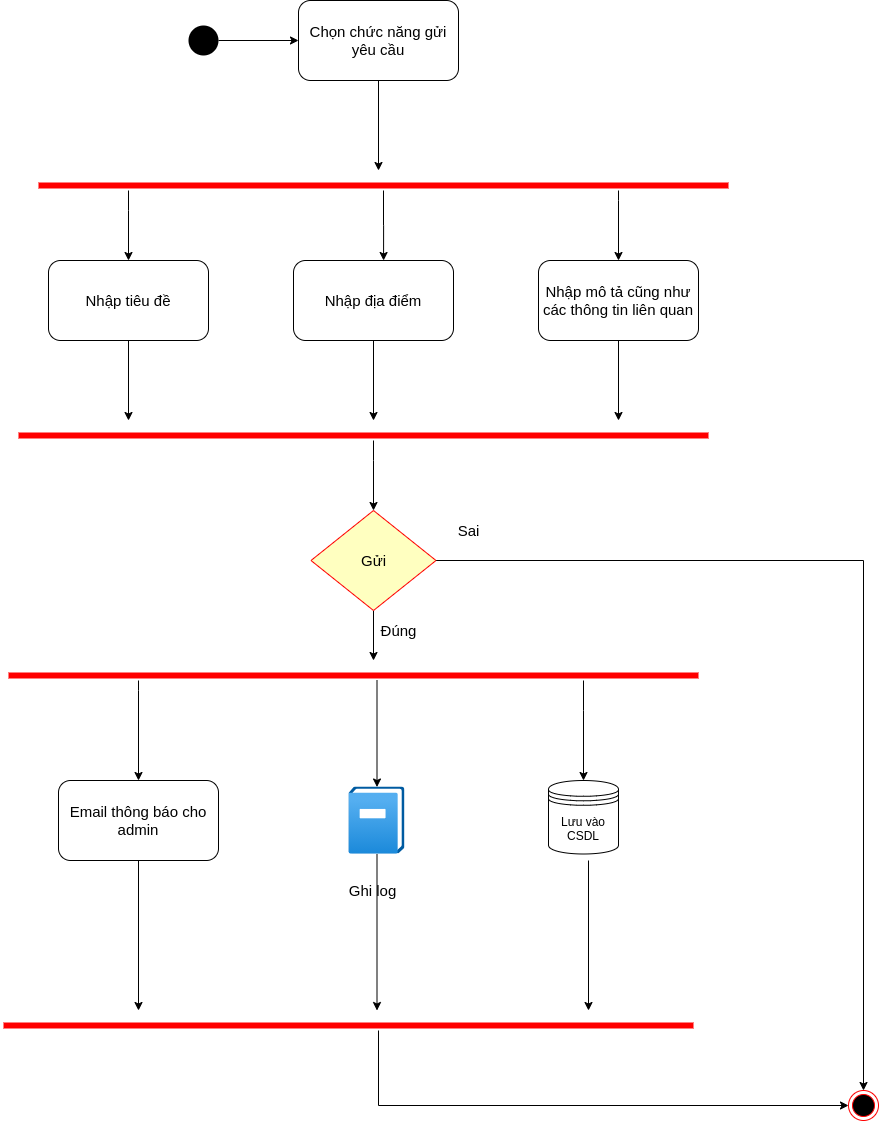 Chọn chức năng gửi
yêu cầu
Nhập tiêu đề
Nhập địa điểm
Nhập mô tả cũng như
các thông tin liên quan
Sai
Gửi
Đúng
Email thông báo cho
admin
Lưu vào
CSDL
Ghi log